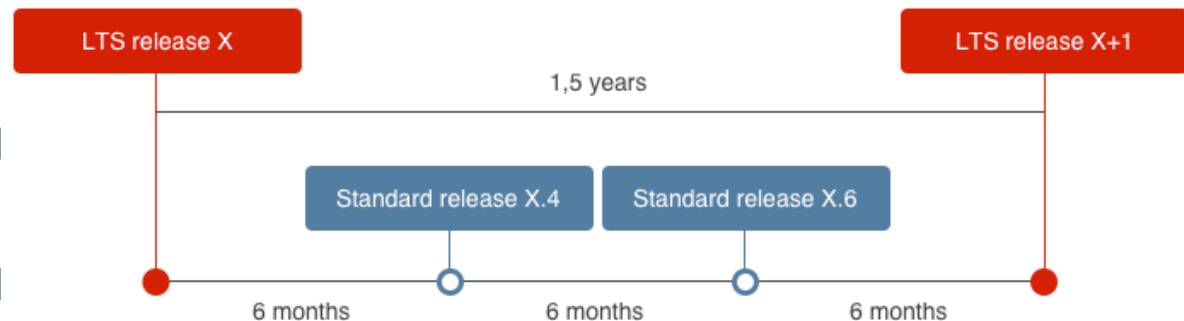 LTS release X
LTS release X+1
1,5 years
Standard release X.4
Standard release X.6
6 months
6 months
6 months